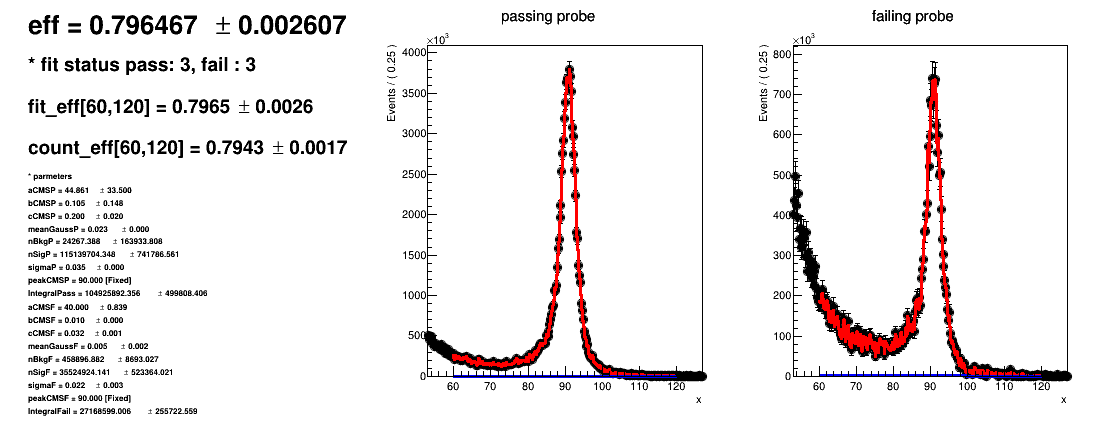 eff = 0.796467 ± 0.002607
* fit status pass: 3, fail : 3
fit_eff[60,120] = 0.7965 ± 0.0026
count_eff[60,120] = 0.7943 ± 0.0017
* parmeters
aCMSP = 44.861 ± 33.500
bCMSP = 0.105 ± 0.148
cCMSP = 0.200 ± 0.020
meanGaussP = 0.023 ± 0.000
nBkgP = 24267.388 ± 163933.808
nSigP = 115139704.348 ± 741786.561
sigmaP = 0.035 ± 0.000
peakCMSP = 90.000 [Fixed]
IntegralPass = 104925892.356 ± 499808.406
aCMSF = 40.000 ± 0.839
bCMSF = 0.010 ± 0.000
cCMSF = 0.032 ± 0.001
meanGaussF = 0.005 ± 0.002
nBkgF = 458896.882 ± 8693.027
nSigF = 35524924.141 ± 523364.021
sigmaF = 0.022 ± 0.003
peakCMSF = 90.000 [Fixed]
IntegralFail = 27168599.006 ± 255722.559
passing probe
×10³
Events / ( 0.25 )
4000
3500
3000
2500
2000
1500
1000
500
0
60 70 80 90 100 110 120
x
failing probe
×10³
Events / ( 0.25 )
800
700
600
500
400
300
200
100
0
60 70 80 90 100 110 120
x